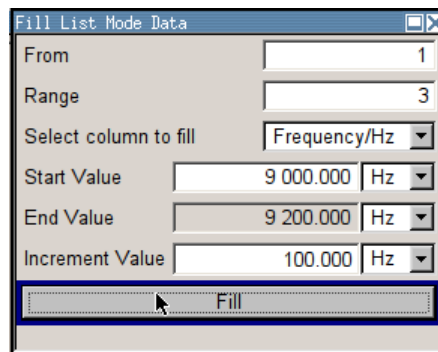 Fill List Mode Data
From 1
Range 3
Select column to fill Frequency/Hz
Start Value 9 000.000 Hz
End Value 9 200.000 Hz
Increment Value 100.000 Hz
Fill